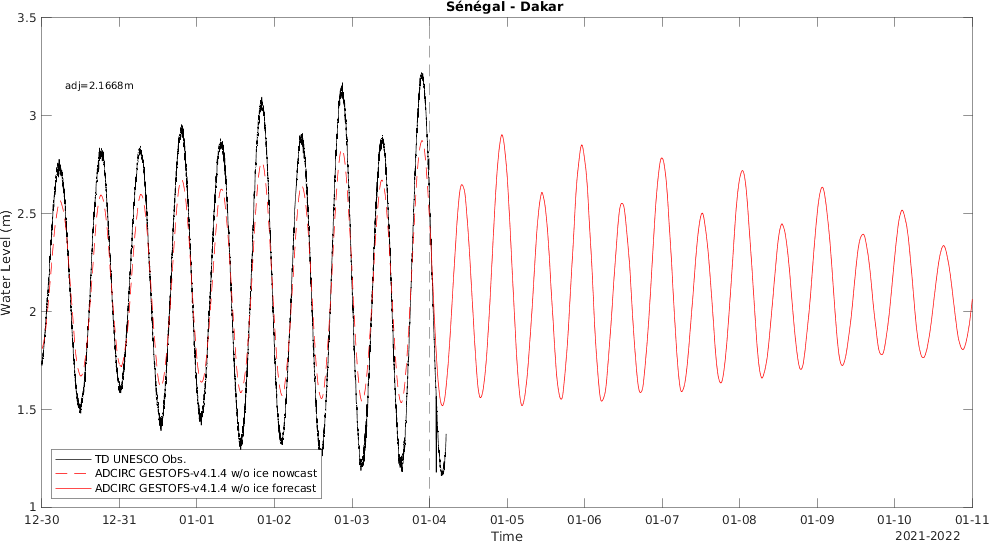 Sénégal - Dakar
adj=2.1668m
3.5
3
2.5
2
1.5
1
Water Level (m)
TD UNESCO Obs.
ADCIRC GESTOFS-v4.1.4 w/o ice nowcast
ADCIRC GESTOFS-v4.1.4 w/o ice forecast
12-30 12-31 01-01 01-02 01-03 01-04 01-05 01-06 01-07 01-08 01-09 01-10 01-11
Time
2021-2022